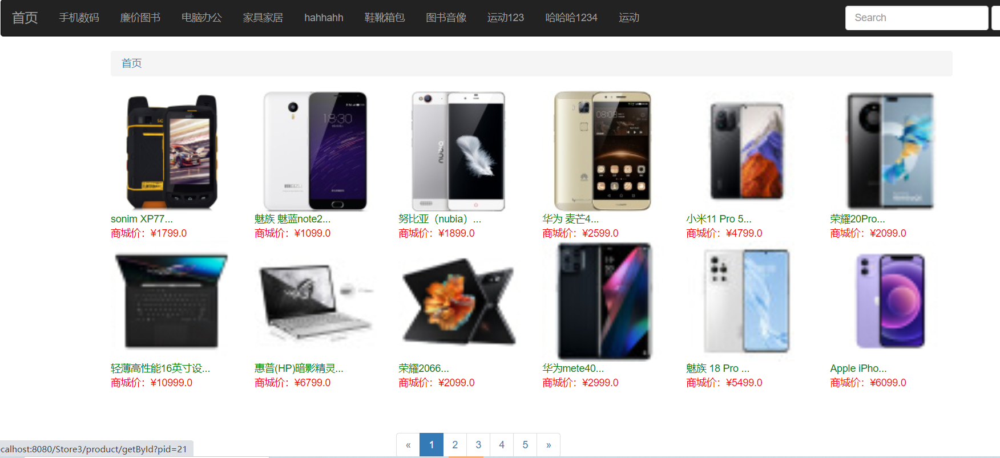 首页 手机数码 廉价图书 电脑办公 家具家居 hahhahh 鞋靴箱包 图书音像 运动123 哈哈哈1234 运动 Search
首页
18:30
nubia
08:08
sonim XP77... 魅族 魅蓝note2... 努比亚（nubia）... 华为 麦芒4... 小米11 Pro 5... 荣耀20Pro...
商城价：¥1799.0 商城价：¥1099.0 商城价：¥1899.0 商城价：¥2599.0 商城价：¥4799.0 商城价：¥2099.0
轻薄高性能16英寸设... 惠普(HP)暗影精灵... 荣耀2066... 华为mete40... 魅族 18 Pro ... Apple iPho...
商城价：¥10999.0 商城价：¥6799.0 商城价：¥2099.0 商城价：¥2999.0 商城价：¥5499.0 商城价：¥6099.0
« 1 2 3 4 5 »
calhost:8080/Store3/product/getById?pid=21